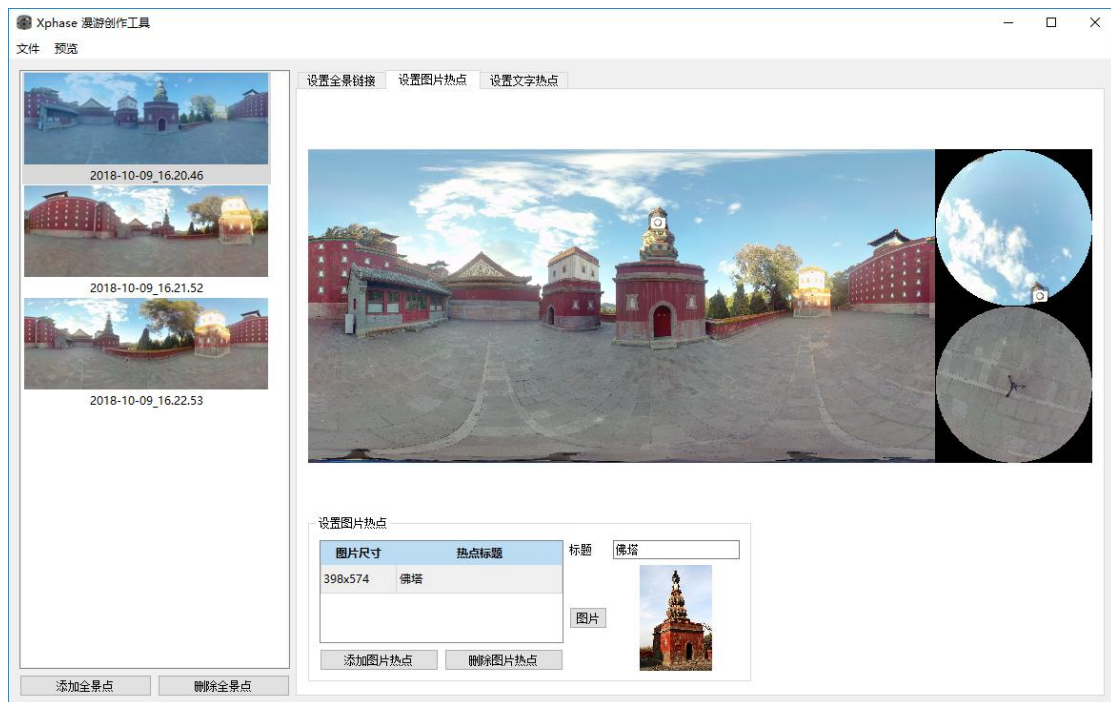 Xphase 漫游创作工具
文件 预览
设置全景链接 设置图片热点 设置文字热点
2018-10-09_16.20.46
2018-10-09_16.21.52
2018-10-09_16.22.53
设置图片热点
图片尺寸 热点标题 标题 佛塔
398x574 佛塔
图片
添加图片热点 删除图片热点
添加全景点 删除全景点